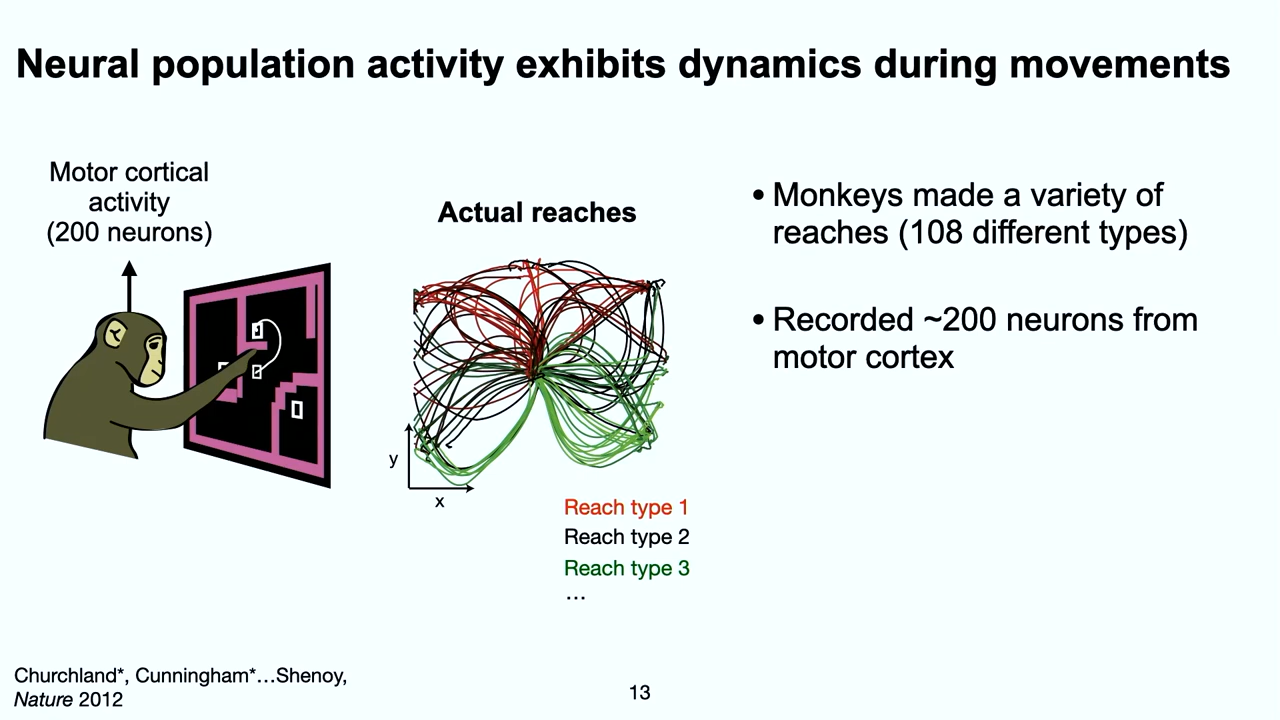 Neural population activity exhibits dynamics during movements
Motor cortical
activity
(200 neurons)
Actual reaches
y
x
Reach type 1
Reach type 2
Reach type 3
…
• Monkeys made a variety of
reaches (108 different types)
• Recorded ~200 neurons from
motor cortex
Churchland*, Cunningham*…Shenoy,
Nature 2012
13